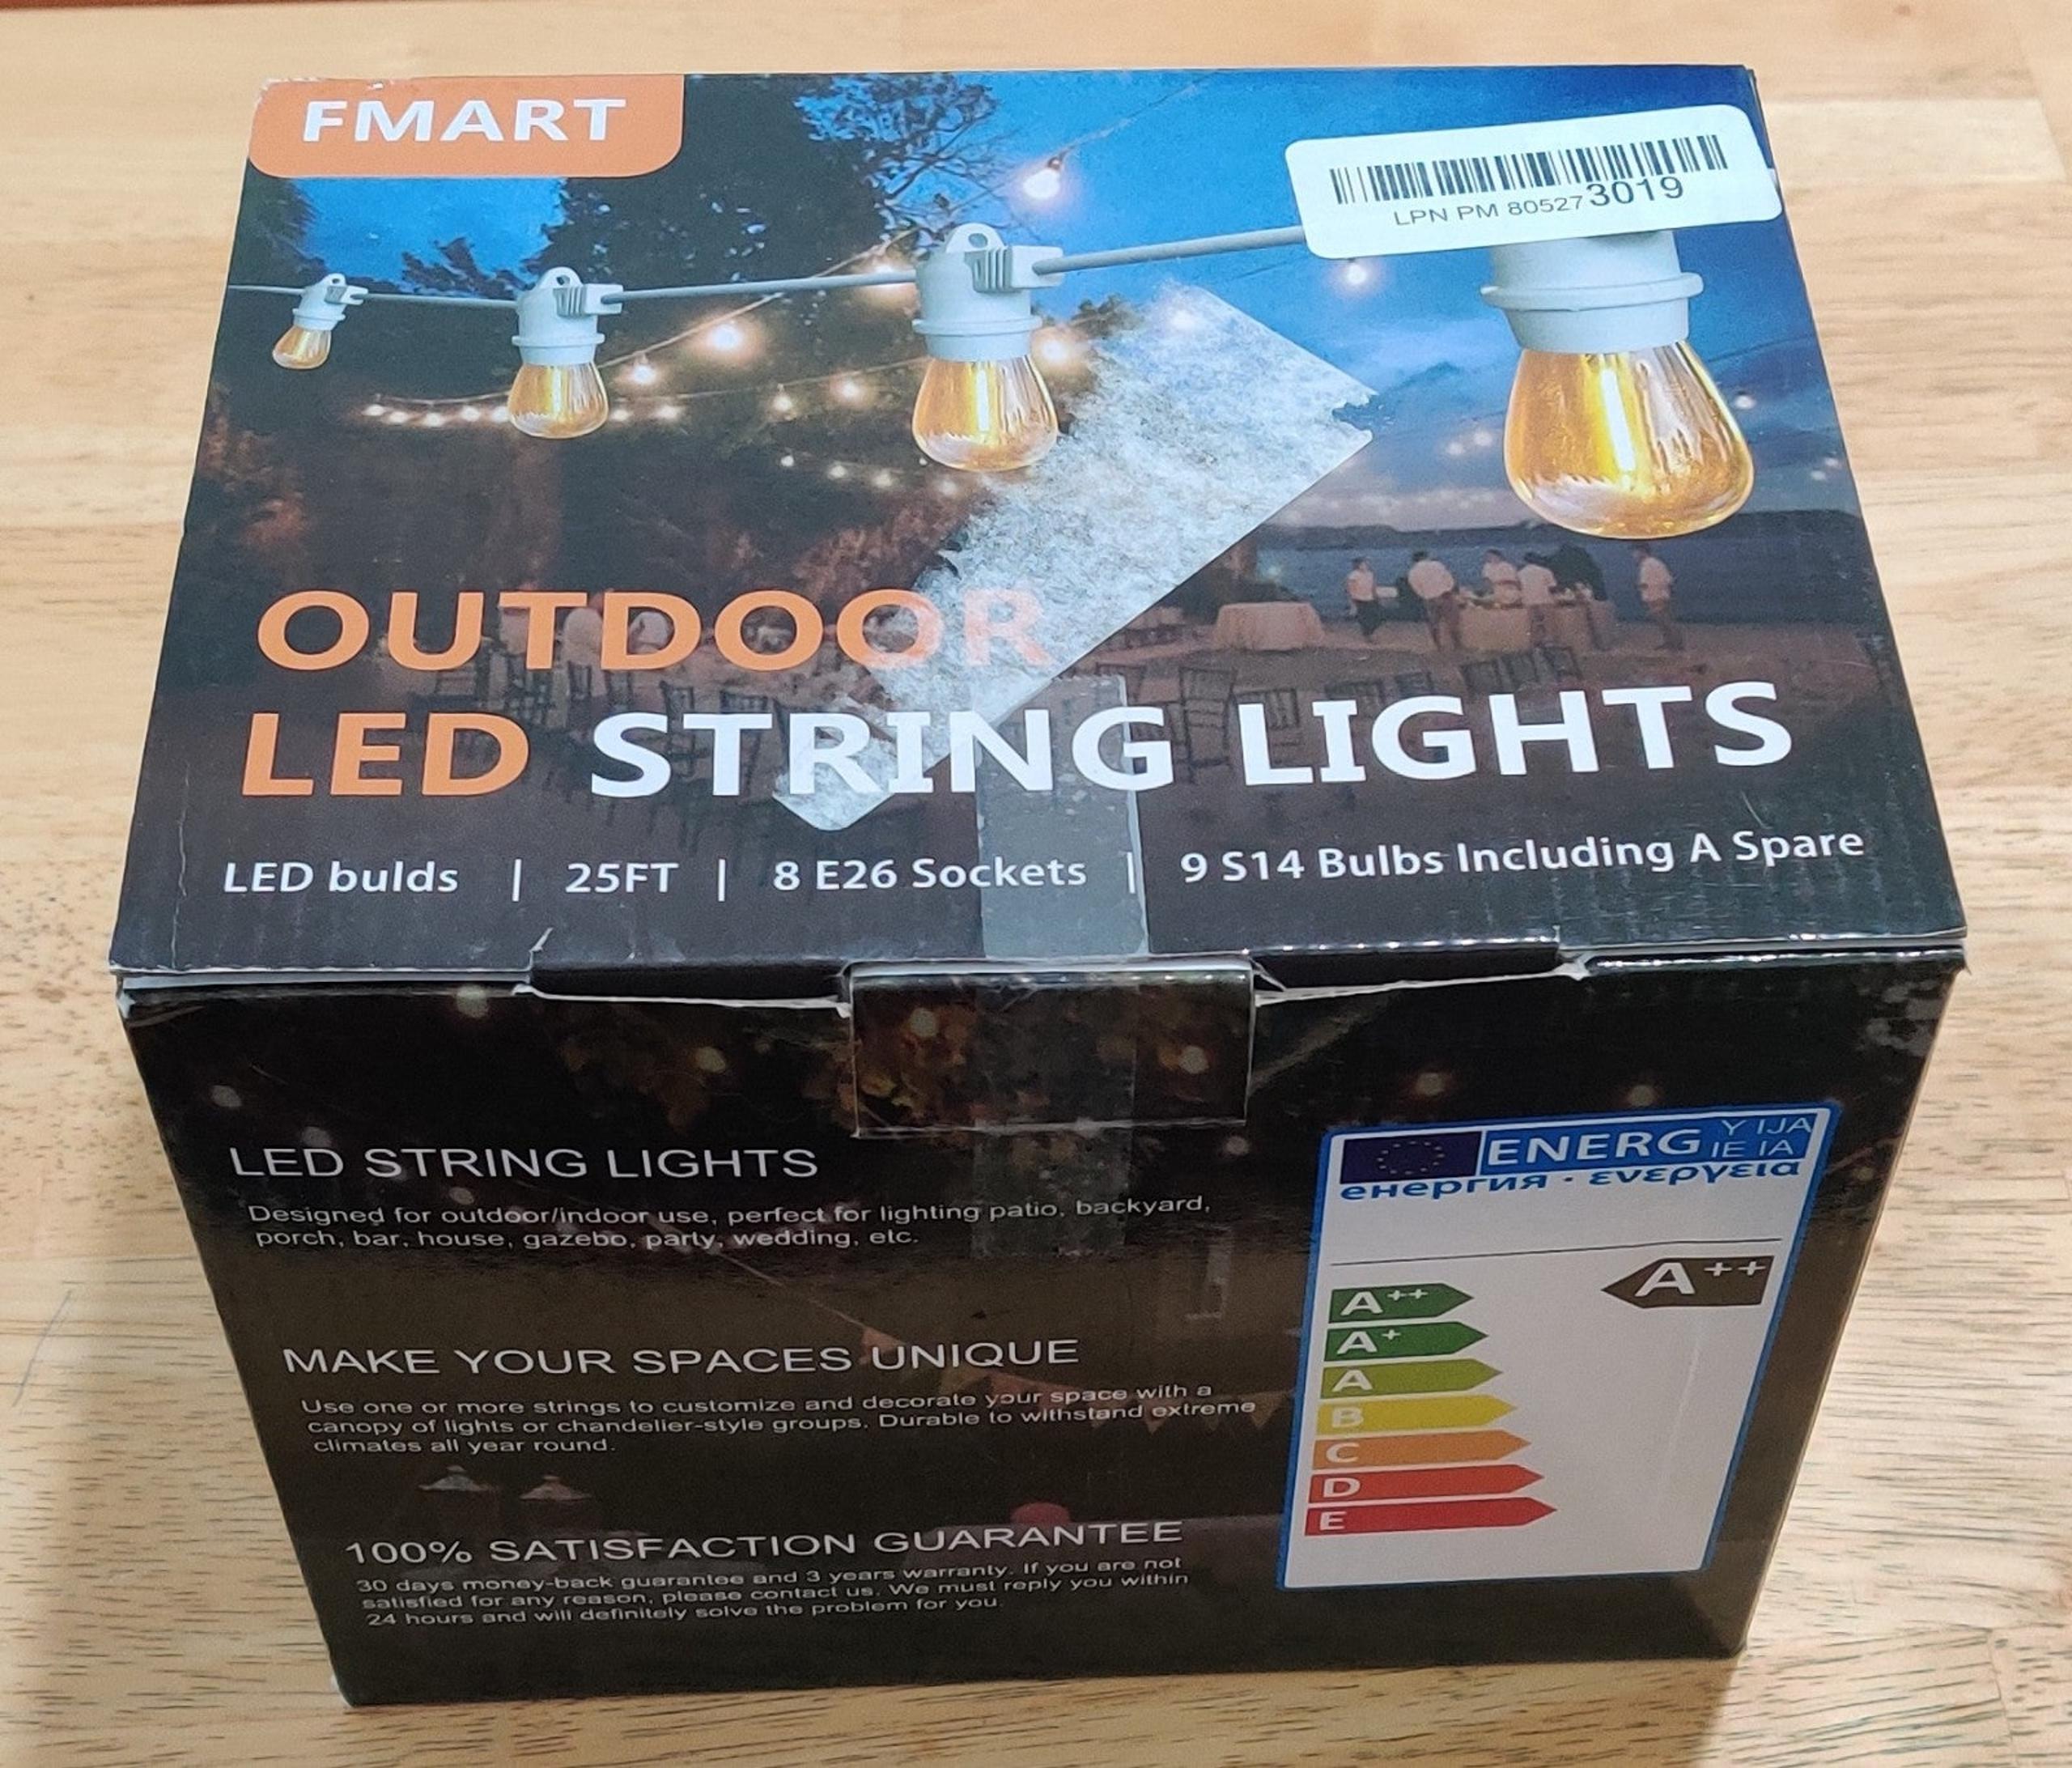 FMART
LPN PM 805273019
OUTDOOR
LED STRING LIGHTS
LED bulds | 25FT | 8 E26 Sockets | 9 S14 Bulbs Including A Spare
LED STRING LIGHTS
Designed for outdoor/indoor use, perfect for lighting patio, backyard,
porch, bar, house, gazebo, party, wedding, etc.
MAKE YOUR SPACES UNIQUE
Use one or more strings to customize and decorate your space with a
canopy of lights or chandelier-style groups. Durable to withstand extreme
climates all year round.
100% SATISFACTION GUARANTEE
30 days money-back guarantee and 3 years warranty. If you are not
satisfied for any reason, please contact us. We must reply you within
24 hours and will definitely solve the problem for you.
ENERG Y IJA
IE IA
енергия · ενεργεια
A++
A++
A+
A
B
C
D
E